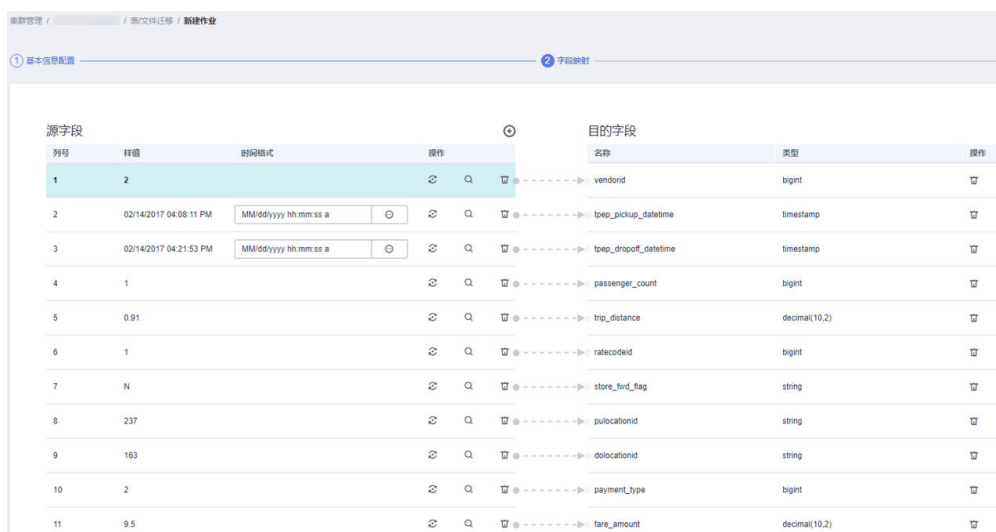 集群管理 / / 表/文件迁移 / 新建作业
1 基本信息配置 2 字段映射
源字段 目的字段
列号 样值 时间格式 操作 名称 类型 操作
1 2 vendorid bigint
2 02/14/2017 04:08:11 PM MM/dd/yyyy hh:mm:ss a tpep_pickup_datetime timestamp
3 02/14/2017 04:21:53 PM MM/dd/yyyy hh:mm:ss a tpep_dropoff_datetime timestamp
4 1 passenger_count bigint
5 0.91 trip_distance decimal(10,2)
6 1 ratecodeid bigint
7 N store_fwd_flag string
8 237 pulocationid string
9 163 dolocationid string
10 2 payment_type bigint
11 9.5 fare_amount decimal(10,2)